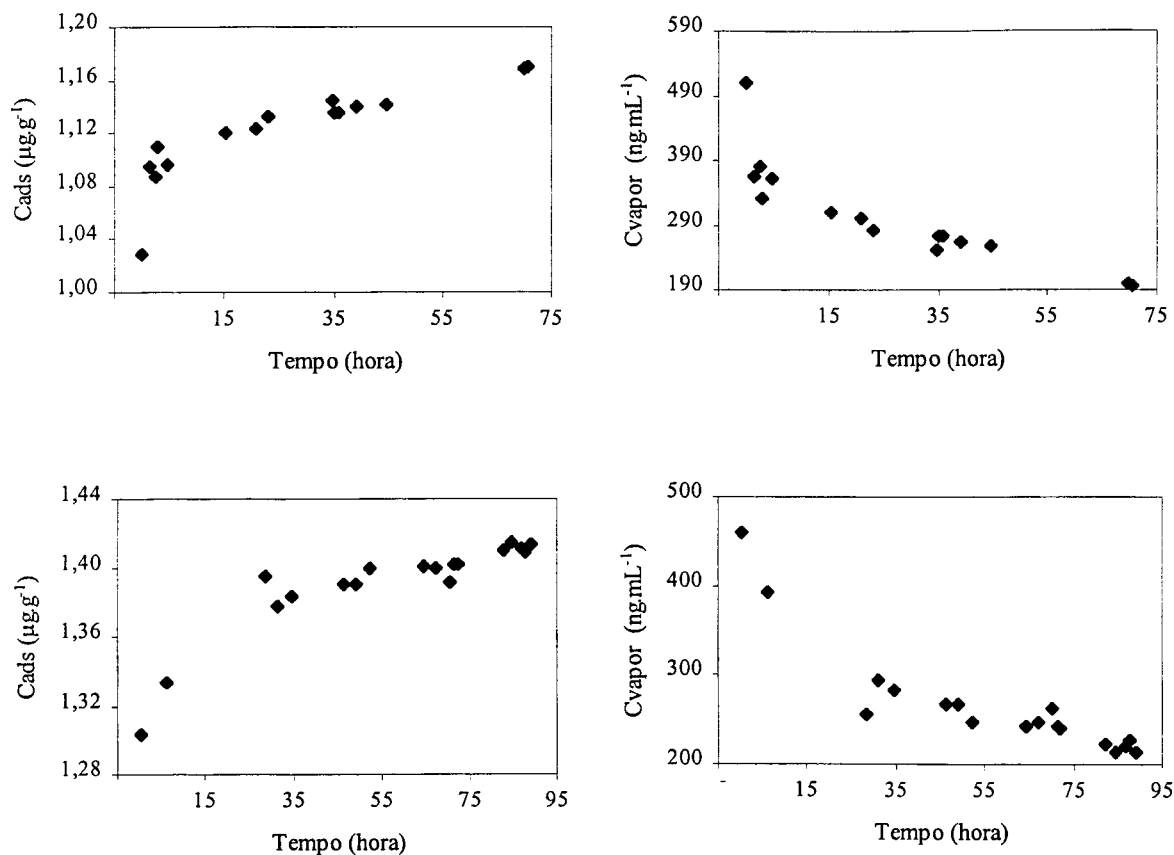 1,20
1,16
1,12
1,08
1,04
1,00
Cads (µg.g⁻¹)
15 35 55 75
Tempo (hora)
590
490
390
290
190
Cvapor (ng.mL⁻¹)
15 35 55 75
Tempo (hora)
1,44
1,40
1,36
1,32
1,28
Cads (µg.g⁻¹)
15 35 55 75 95
Tempo (hora)
500
400
300
200
Cvapor (ng.mL⁻¹)
- 15 35 55 75 95
Tempo (hora)